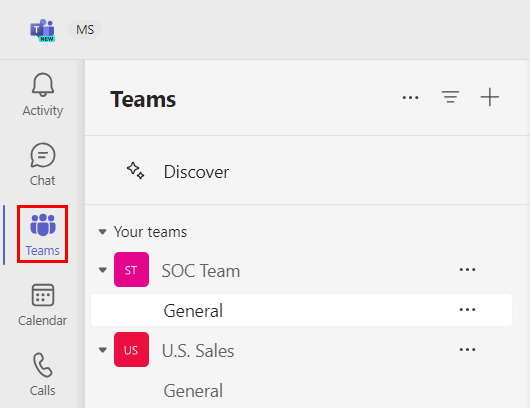 NEW
MS
Activity
Chat
Teams
Calendar
Calls
Teams
Discover
Your teams
ST SOC Team
General
US U.S. Sales
General